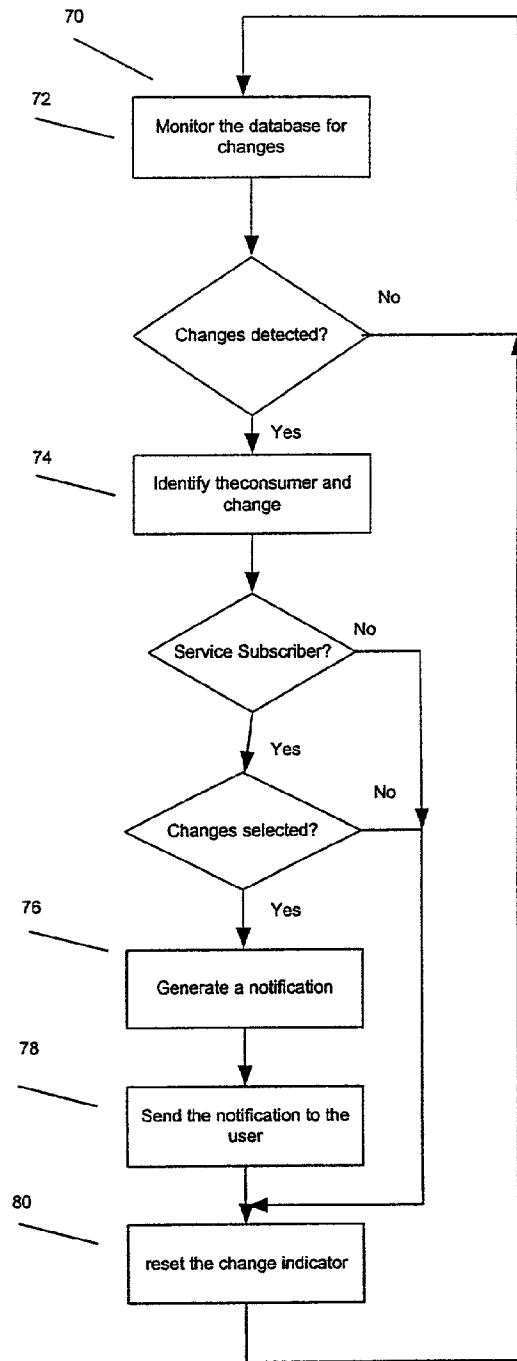 70
72
Monitor the database for
changes
No
Changes detected?
Yes
74
Identify theconsumer and
change
No
Service Subscriber?
Yes
No
Changes selected?
Yes
76
Generate a notification
78
Send the notification to the
user
80
reset the change indicator